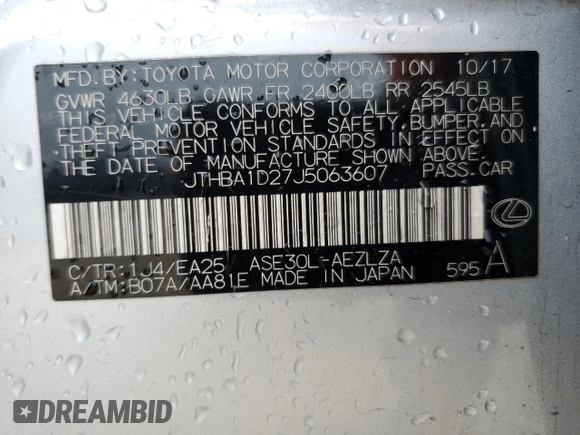 MFD.BY:TOYOTA MOTOR CORPORATION 10/17
GVWR 4630LB GAWR FR 2400LB RR 2545LB
THIS VEHICLE CONFORMS TO ALL APPLICABLE
FEDERAL MOTOR VEHICLE SAFETY,BUMPER,AND
THEFT PREVENTION STANDARDS IN EFFECT ON
THE DATE OF MANUFACTURE SHOWN ABOVE.
JTHBA1D27J5063607 PASS.CAR
C/TR:1J4/EA25 ASE30L-AEZLZA
A/TM:B07A/AA81E MADE IN JAPAN 595 A
DREAMBID